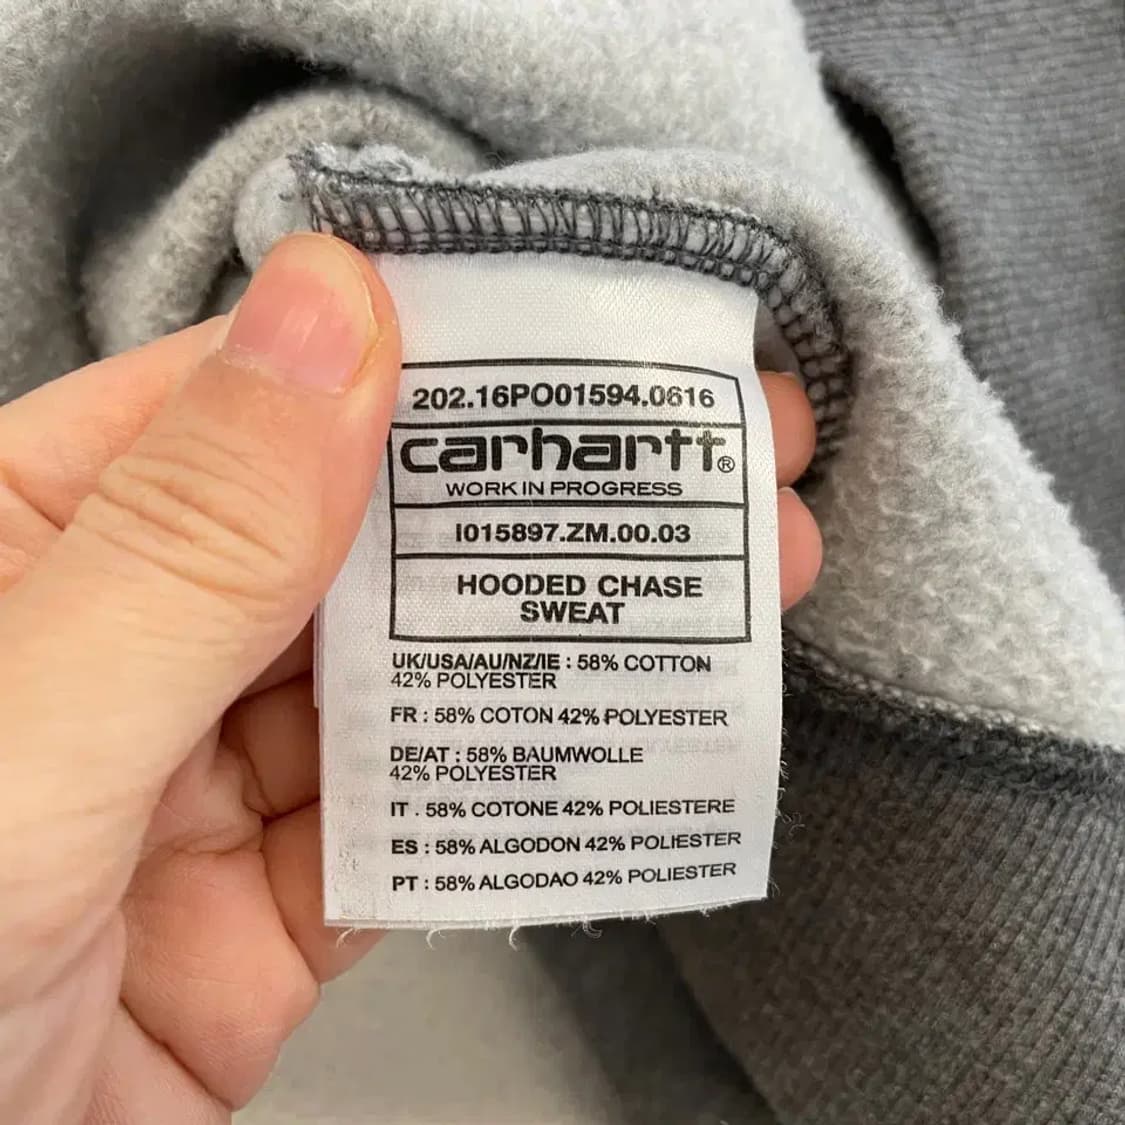 202.16PO01594.0616
carhartt®
WORK IN PROGRESS
I015897.ZM.00.03
HOODED CHASE
SWEAT
UK/USA/AU/NZ/IE : 58% COTTON
42% POLYESTER
FR : 58% COTON 42% POLYESTER
DE/AT : 58% BAUMWOLLE
42% POLYESTER
IT . 58% COTONE 42% POLIESTERE
ES : 58% ALGODON 42% POLIESTER
PT : 58% ALGODAO 42% POLIESTER